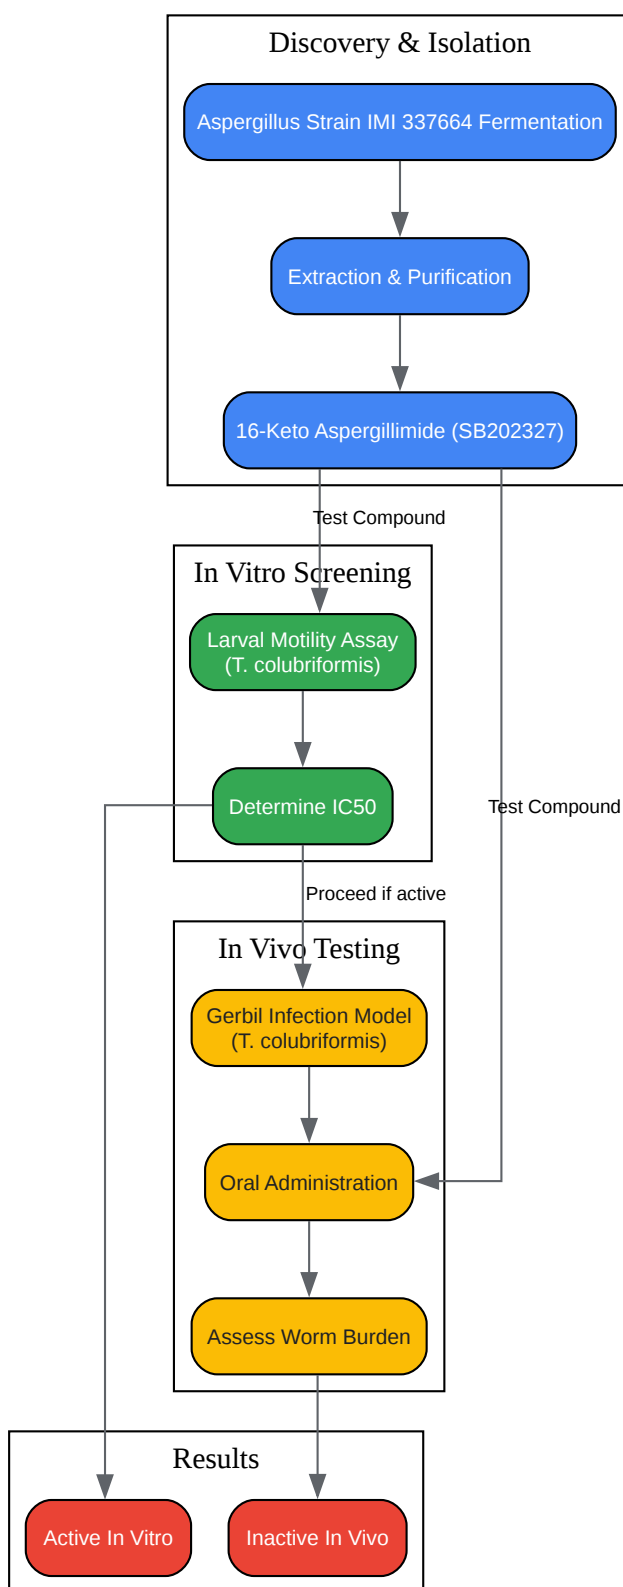 Discovery & Isolation
Aspergillus Strain IMI 337664 Fermentation
Extraction & Purification
16-Keto Aspergillimide (SB202327)
Test Compound
In Vitro Screening
Larval Motility Assay
(T. colubriformis)
Determine IC50
Test Compound
Proceed if active
In Vivo Testing
Gerbil Infection Model
(T. colubriformis)
Oral Administration
Assess Worm Burden
Results
Active In Vitro
Inactive In Vivo